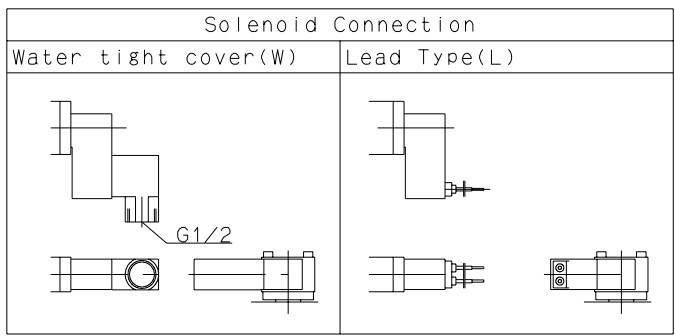 Solenoid Connection
Water tight cover(W)
Lead Type(L)
G1/2